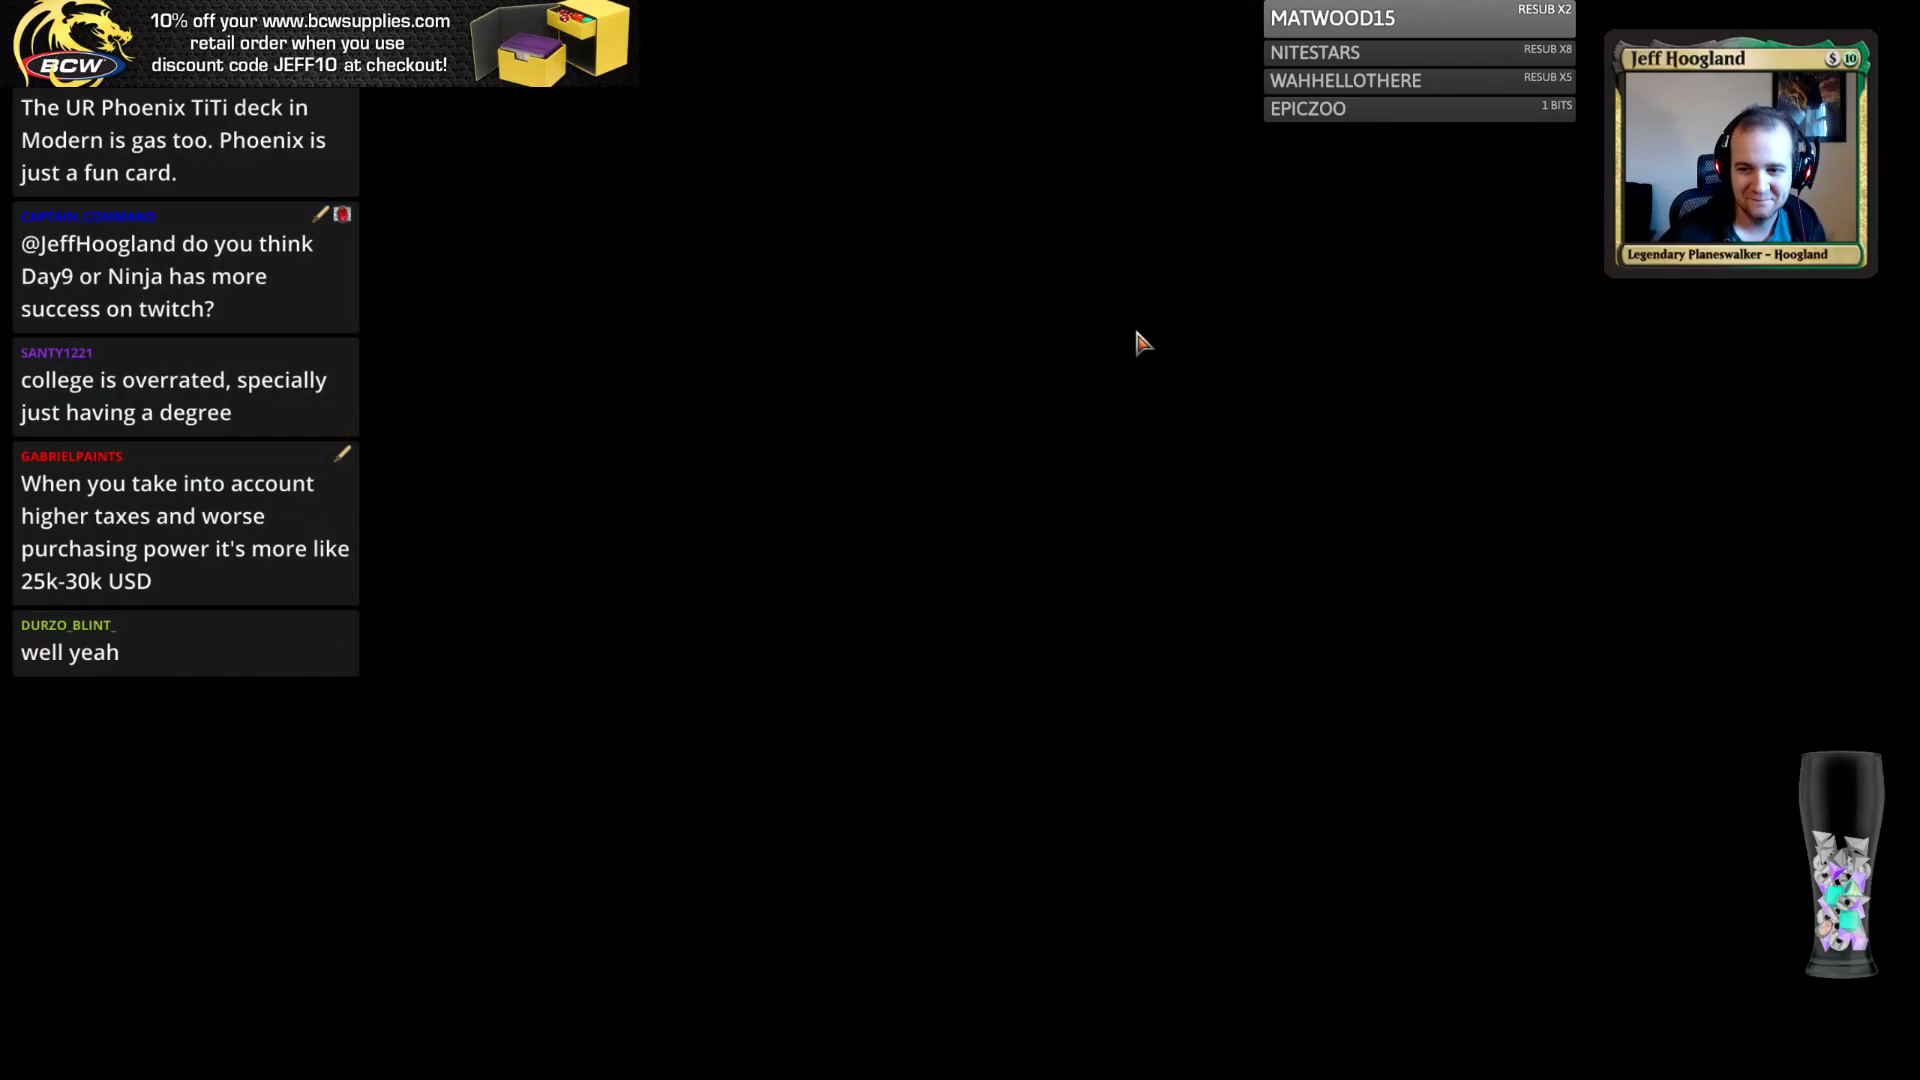 10% off your www.bcwsupplies.com
retail order when you use
discount code JEFF10 at checkout!
BCW
The UR Phoenix TiTi deck in
Modern is gas too. Phoenix is
just a fun card.
CAPTAIN_COMMAND
@JeffHoogland do you think
Day9 or Ninja has more
success on twitch?
SANTY1221
college is overrated, specially
just having a degree
GABRIELPAINTS
When you take into account
higher taxes and worse
purchasing power it's more like
25k-30k USD
DURZO_BLINT_
well yeah
MATWOOD15 RESUB X2
NITESTARS RESUB X8
WAHHELLOTHERE RESUB X5
EPICZOO 1 BITS
Jeff Hoogland $ 10
Legendary Planeswalker - Hoogland